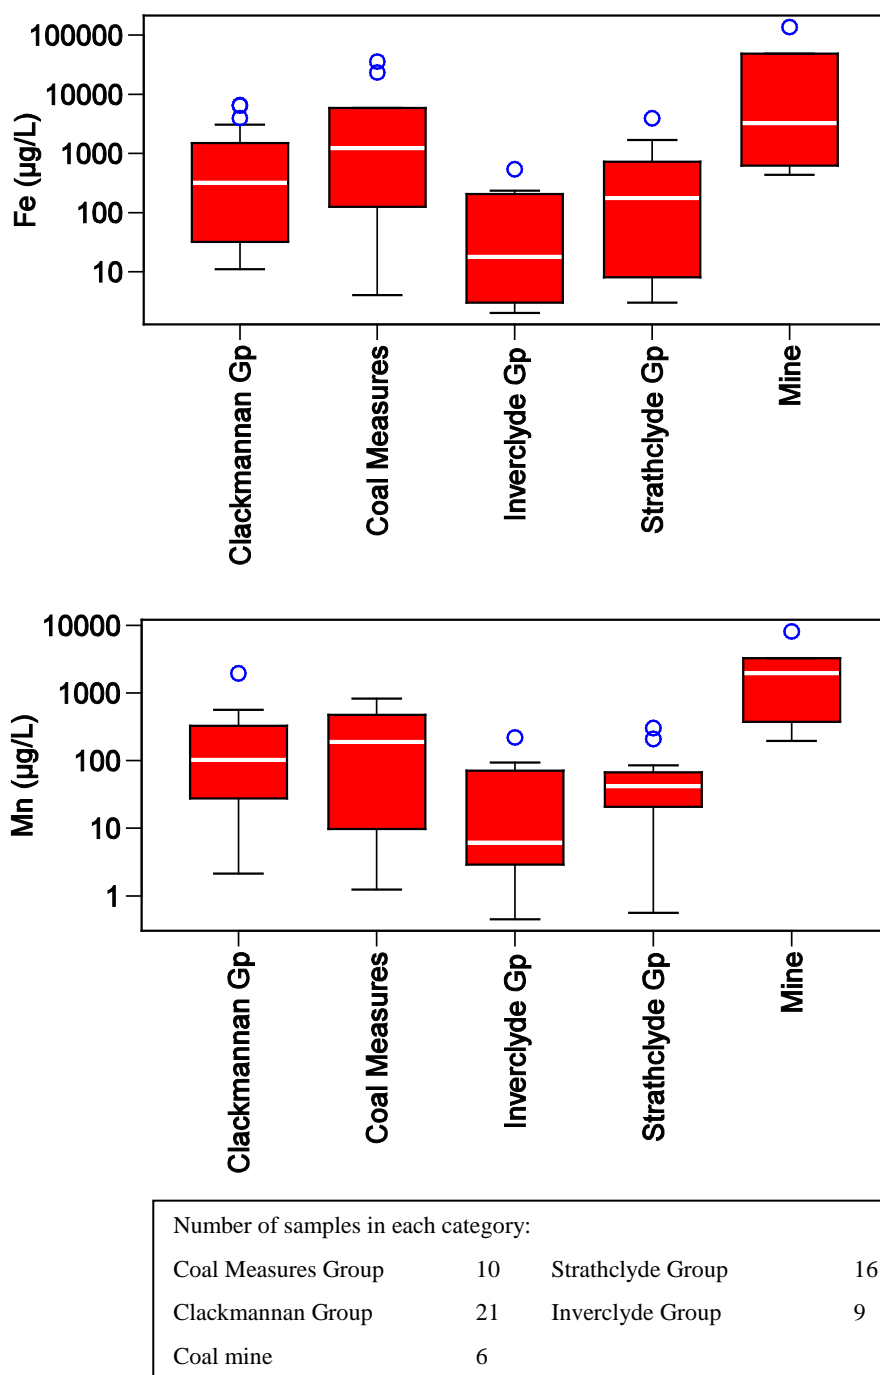 Fe (µg/L)
100000
10000
1000
100
10
Clackmannan Gp
Coal Measures
Inverclyde Gp
Strathclyde Gp
Mine
Mn (µg/L)
10000
1000
100
10
1
Clackmannan Gp
Coal Measures
Inverclyde Gp
Strathclyde Gp
Mine
Number of samples in each category:
Coal Measures Group 10 Strathclyde Group 16
Clackmannan Group 21 Inverclyde Group 9
Coal mine 6